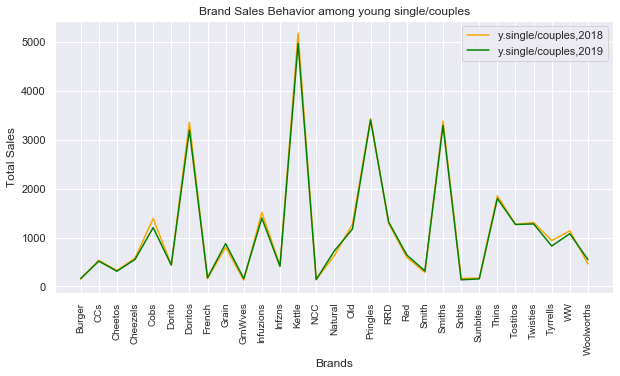 Brand Sales Behavior among young single/couples
y.single/couples,2018
y.single/couples,2019
Total Sales
5000
4000
3000
2000
1000
0
Burger
CCs
Cheetos
Cheezels
Cobs
Dorito
Doritos
French
Grain
GrnWves
Infuzions
Infzns
Kettle
NCC
Natural
Old
Pringles
RRD
Red
Smith
Smiths
Snbts
Sunbites
Thins
Tostitos
Twisties
Tyrrells
WW
Woolworths
Brands